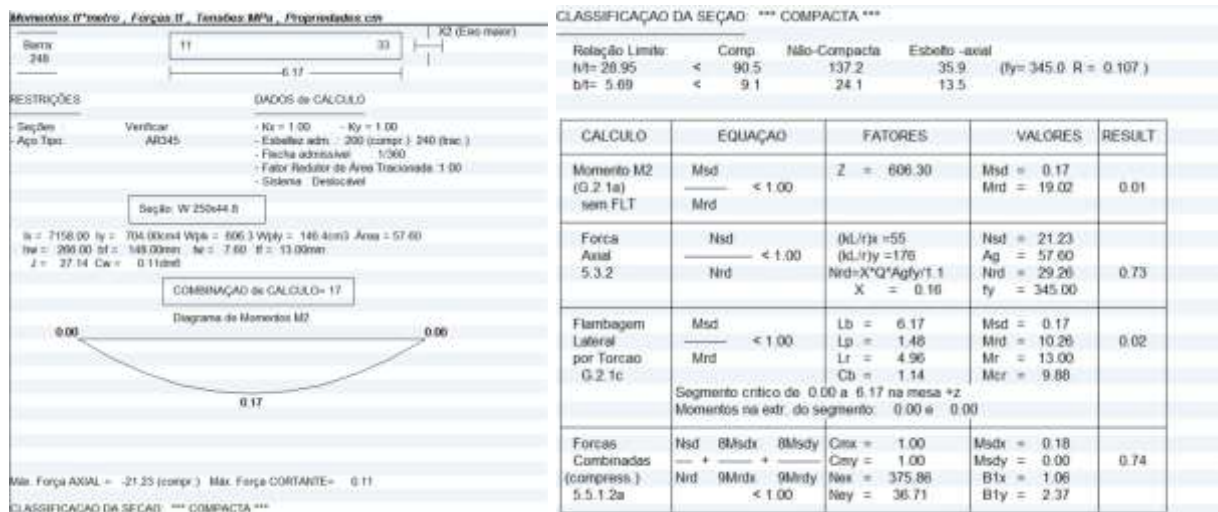 Momentos tf*metro , Forças tf , Tensões MPa , Propriedades cm
Barra 11 33 X2 (Eixo maior)
248
6.17
RESTRIÇÕES DADOS de CALCULO
- Seções : Verificar - Kx = 1.00 - Ky = 1.00
- Aço Tipo: AR345 - Esbeltez adm. : 200 (compr.) 240 (trac.)
- Flecha admissível 1/360
- Fator Redutor de Área Tracionada :1.00
- Sistema : Deslocável
Seção: W 250x44.8
Ix = 7158.00 Iy = 704.00cm4 Wplx = 606.3 Wply = 146.4cm3 Área = 57.60
hw = 266.00 bf = 148.00mm tw = 7.60 tf = 13.00mm
J = 27.14 Cw = 0.11dm6
COMBINAÇÃO de CALCULO= 17
Diagrama de Momentos M2
0.00 0.00
0.17
Máx. Força AXIAL = -21.23 (compr.) Máx. Força CORTANTE= 0.11
CLASSIFICAÇAO DA SEÇAO: *** COMPACTA ***
CLASSIFICAÇAO DA SEÇAO: *** COMPACTA ***
Relação Limite: Comp. Não-Compacta Esbelto -axial
h/t= 28.95 < 90.5 137.2 35.9 (fy= 345.0 R = 0.107 )
b/t= 5.69 < 9.1 24.1 13.5
CALCULO EQUAÇAO FATORES VALORES RESULT
Momento M2 Msd Z = 606.30 Msd = 0.17
(G.2.1a) < 1.00 Mrd = 19.02 0.01
sem FLT Mrd
Forca Nsd (kL/r)x =55 Nsd = 21.23
Axial < 1.00 (kL/r)y =176 Ag = 57.60
5.3.2 Nrd Nrd=X*Q*Agfy/1.1 Nrd = 29.26 0.73
X = 0.16 fy = 345.00
Flambagem Msd Lb = 6.17 Msd = 0.17
Lateral < 1.00 Lp = 1.48 Mrd = 10.26 0.02
por Torcao Mrd Lr = 4.96 Mr = 13.00
G.2.1c Cb = 1.14 Mcr = 9.88
Segmento critico de 0.00 a 6.17 na mesa +z
Momentos na extr. do segmento: 0.00 e 0.00
Forcas Nsd 8Msdx 8Msdy Cmx = 1.00 Msdx = 0.18
Combinadas + + Cmy = 1.00 Msdy = 0.00 0.74
(compress.) Nrd 9Mrdx 9Mrdy Nex = 375.86 B1x = 1.06
5.5.1.2a < 1.00 Ney = 36.71 B1y = 2.37